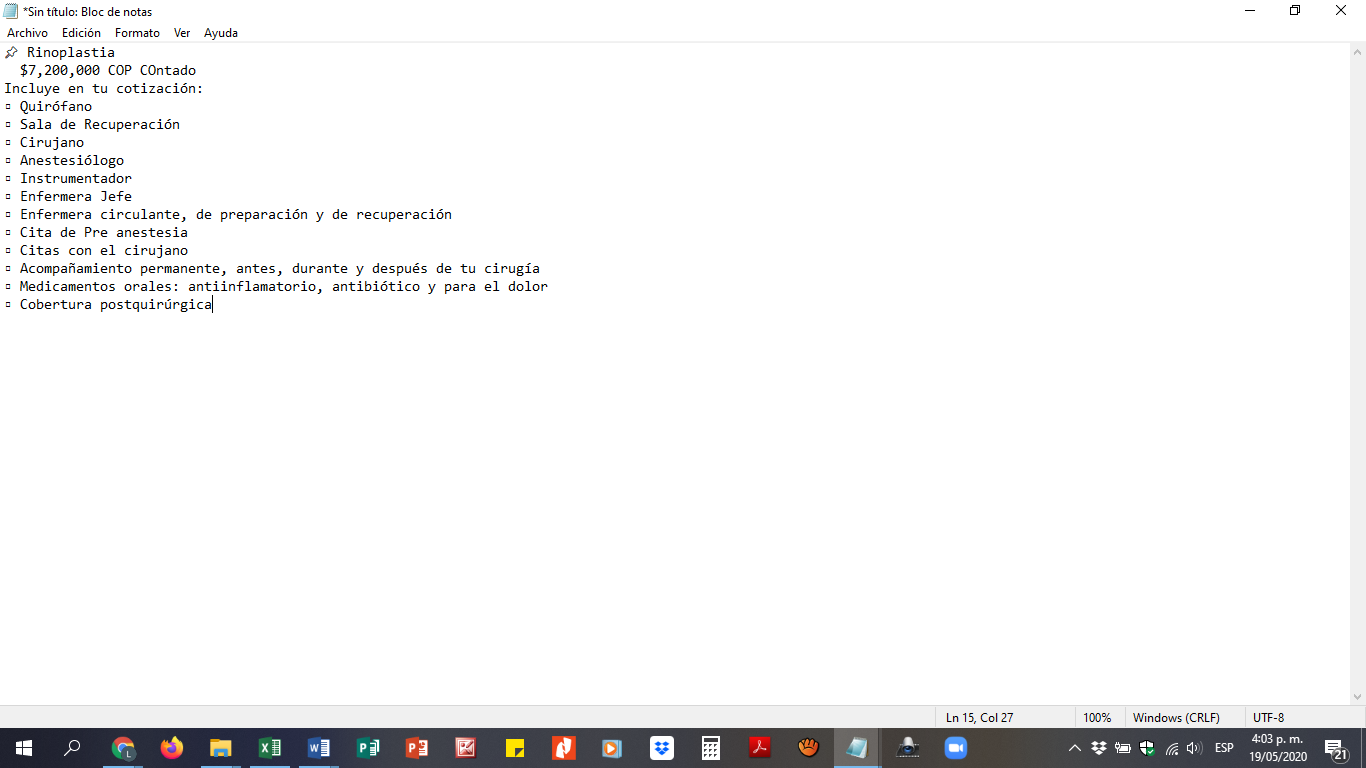 *Sin título: Bloc de notas
Archivo Edición Formato Ver Ayuda
📌 Rinoplastia
$7,200,000 COP COntado
Incluye en tu cotización:
▫ Quirófano
▫ Sala de Recuperación
▫ Cirujano
▫ Anestesiólogo
▫ Instrumentador
▫ Enfermera Jefe
▫ Enfermera circulante, de preparación y de recuperación
▫ Cita de Pre anestesia
▫ Citas con el cirujano
▫ Acompañamiento permanente, antes, durante y después de tu cirugía
▫ Medicamentos orales: antiinflamatorio, antibiótico y para el dolor
▫ Cobertura postquirúrgica
Ln 15, Col 27 100% Windows (CRLF) UTF-8
ESP
4:03 p. m.
19/05/2020
21